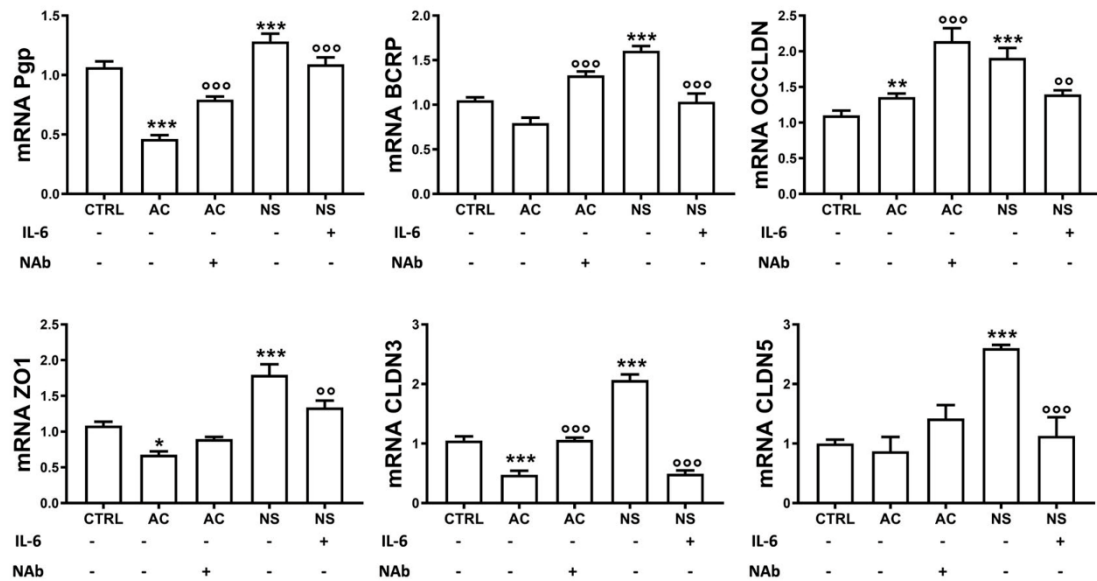 mRNA Pgp
1.5
1.0
0.5
0.0
***
°°°
***
°°°
CTRL AC AC NS NS
IL-6 - - - - +
NAb - - + - -
mRNA BCRP
2.0
1.5
1.0
0.5
0.0
°°°
***
°°°
CTRL AC AC NS NS
- - - - +
- - + - -
mRNA OCCLDN
2.5
2.0
1.5
1.0
0.5
0.0
**
°°°
***
°°
CTRL AC AC NS NS
IL-6 - - - - +
NAb - - + - -
mRNA ZO1
2.5
2.0
1.5
1.0
0.5
0.0
*
***
°°
CTRL AC AC NS NS
IL-6 - - - - +
NAb - - + - -
mRNA CLDN3
3
2
1
0
***
°°°
***
°°°
CTRL AC AC NS NS
IL-6 - - - - +
NAb - - + - -
mRNA CLDN5
3
2
1
0
***
°°°
CTRL AC AC NS NS
IL-6 - - - - +
NAb - - + - -